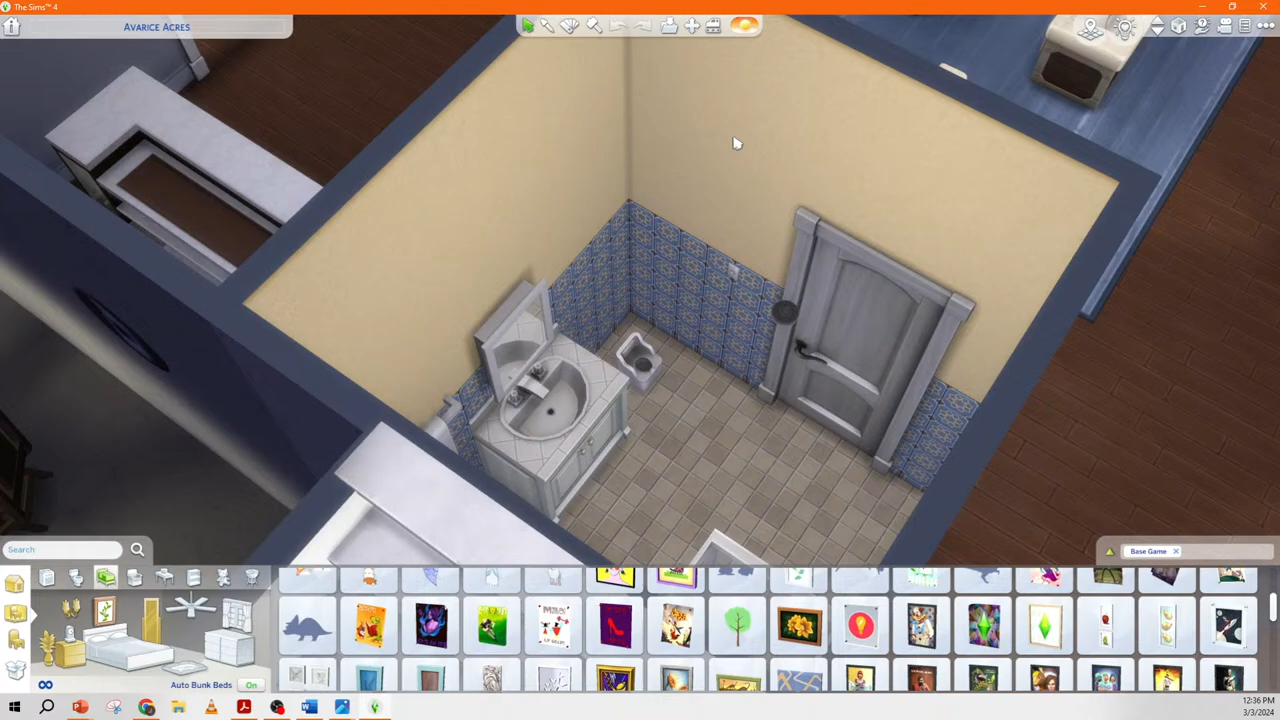 The Sims™ 4
AVARICE ACRES
Search
Base Game
Auto Bunk Beds
On
12:36 PM
3/3/2024